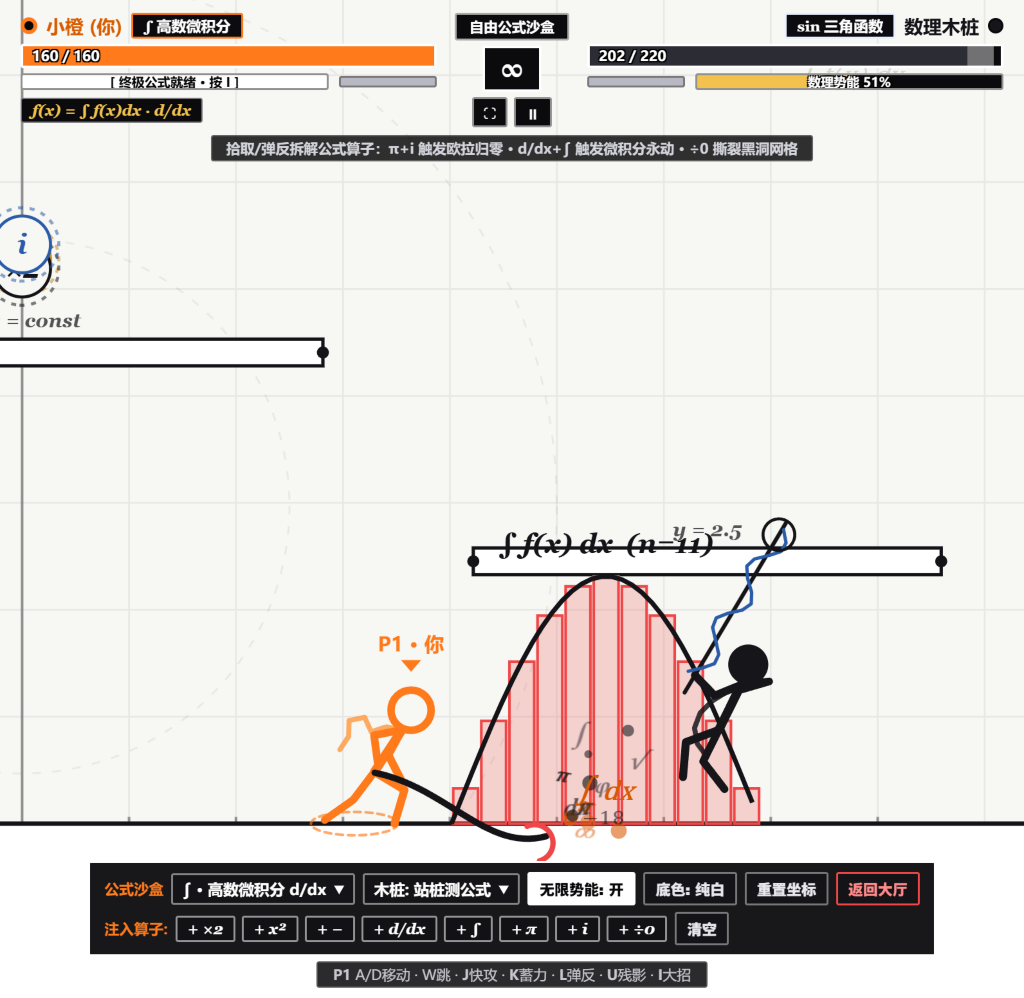 小橙 (你) ∫ 高数微积分
自由公式沙盒
sin 三角函数 数理木桩
160 / 160
∞
202 / 220
[ 终极公式就绪 · 按 I ]
数理势能 51%
f(x) = ∫ f(x)dx · d/dx
拾取/弹反拆解公式算子：π+i 触发欧拉归零 · d/dx+∫ 触发微积分永动 · ÷0 撕裂黑洞网格
i
= const
y = 2.5
∫ f(x) dx (n=11)
P1 · 你
∫
√
π
φ
∫ dx
-18
∞
公式沙盒 ∫ · 高数微积分 d/dx ▼ 木桩: 站桩测公式 ▼ 无限势能: 开 底色: 纯白 重置坐标 返回大厅
注入算子: + ×2 + x² + − + d/dx + ∫ + π + i + ÷0 清空
P1 A/D移动 · W跳 · J快攻 · K蓄力 · L弹反 · U残影 · I大招